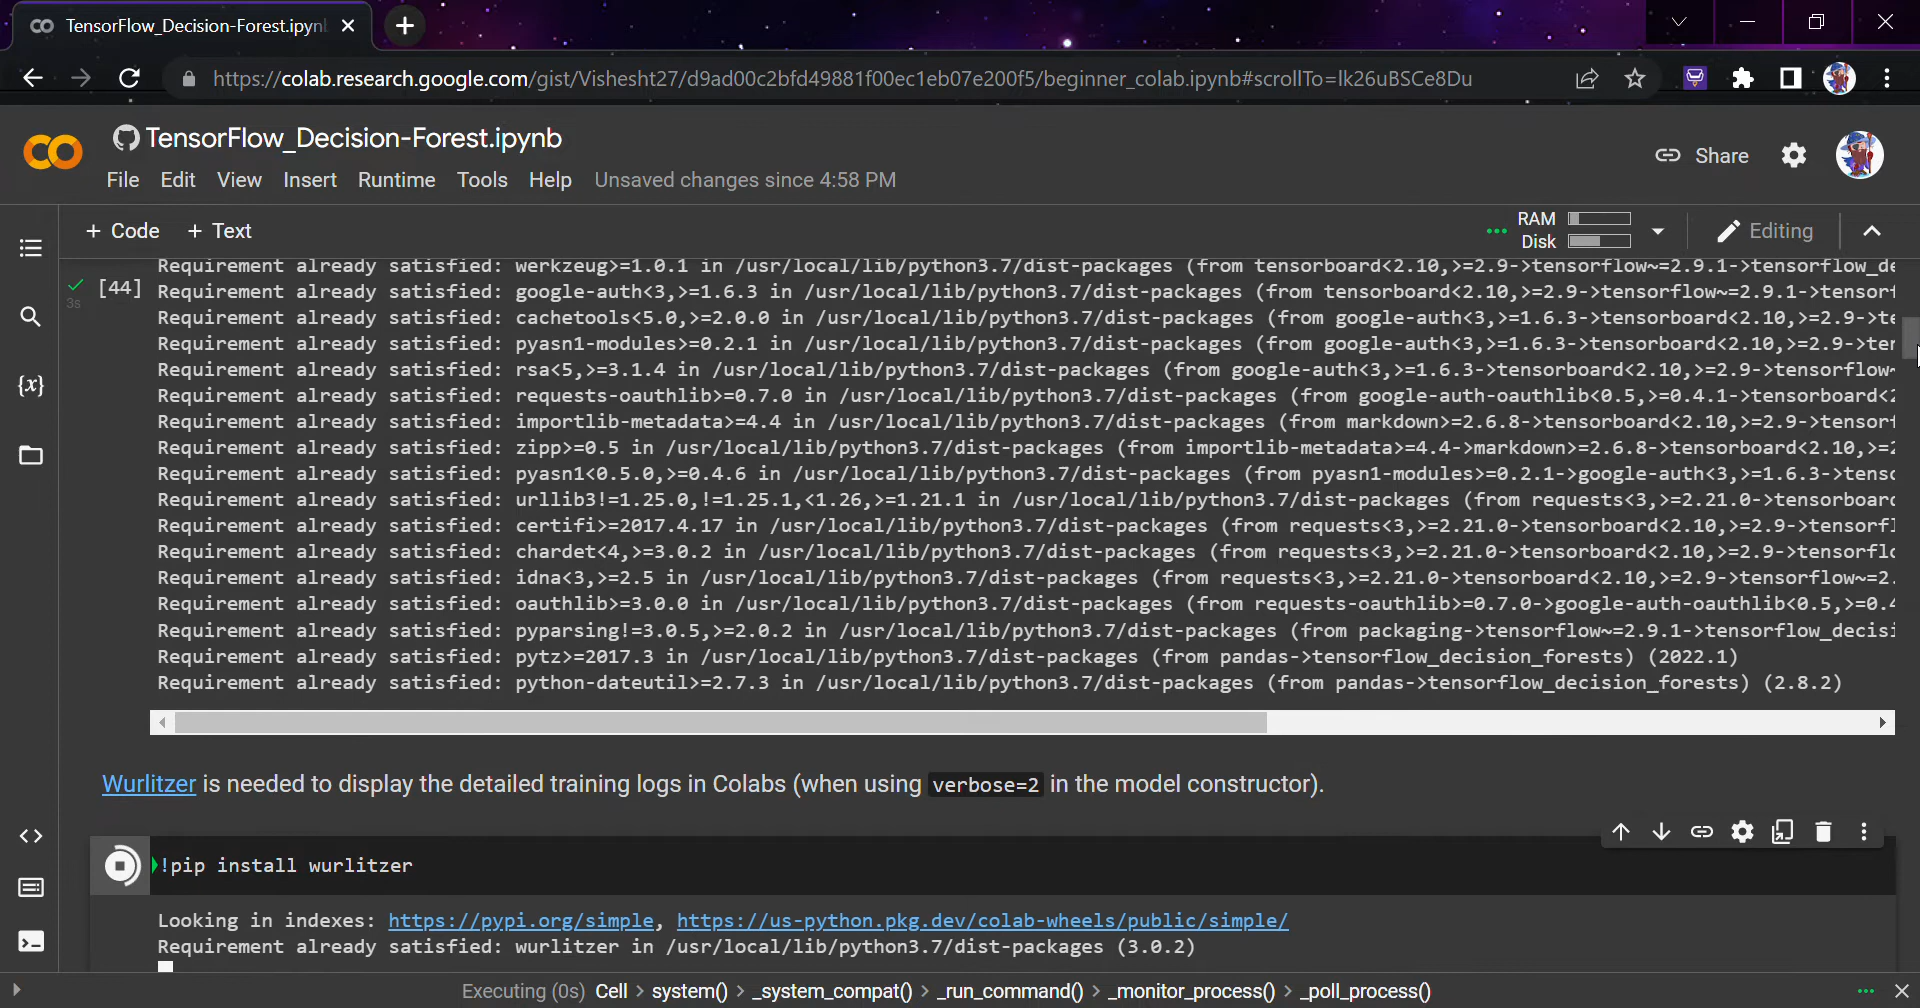 TensorFlow_Decision-Forest.ipynb
https://colab.research.google.com/gist/Vishesht27/d9ad00c2bfd49881f00ec1eb07e200f5/beginner_colab.ipynb#scrollTo=lk26uBSCe8Du
TensorFlow_Decision-Forest.ipynb
Share
File Edit View Insert Runtime Tools Help Unsaved changes since 4:58 PM
+ Code + Text
RAM
Disk
Editing
Requirement already satisfied: werkzeug>=1.0.1 in /usr/local/lib/python3.7/dist-packages (from tensorboard<2.10,>=2.9->tensorflow~=2.9.1->tensorflow_de
[44] Requirement already satisfied: google-auth<3,>=1.6.3 in /usr/local/lib/python3.7/dist-packages (from tensorboard<2.10,>=2.9->tensorflow~=2.9.1->tensorf
3s
Requirement already satisfied: cachetools<5.0,>=2.0.0 in /usr/local/lib/python3.7/dist-packages (from google-auth<3,>=1.6.3->tensorboard<2.10,>=2.9->te
Requirement already satisfied: pyasn1-modules>=0.2.1 in /usr/local/lib/python3.7/dist-packages (from google-auth<3,>=1.6.3->tensorboard<2.10,>=2.9->ten
Requirement already satisfied: rsa<5,>=3.1.4 in /usr/local/lib/python3.7/dist-packages (from google-auth<3,>=1.6.3->tensorboard<2.10,>=2.9->tensorflow~
Requirement already satisfied: requests-oauthlib>=0.7.0 in /usr/local/lib/python3.7/dist-packages (from google-auth-oauthlib<0.5,>=0.4.1->tensorboard<2
Requirement already satisfied: importlib-metadata>=4.4 in /usr/local/lib/python3.7/dist-packages (from markdown>=2.6.8->tensorboard<2.10,>=2.9->tensorf
Requirement already satisfied: zipp>=0.5 in /usr/local/lib/python3.7/dist-packages (from importlib-metadata>=4.4->markdown>=2.6.8->tensorboard<2.10,>=2
Requirement already satisfied: pyasn1<0.5.0,>=0.4.6 in /usr/local/lib/python3.7/dist-packages (from pyasn1-modules>=0.2.1->google-auth<3,>=1.6.3->tenso
Requirement already satisfied: urllib3!=1.25.0,!=1.25.1,<1.26,>=1.21.1 in /usr/local/lib/python3.7/dist-packages (from requests<3,>=2.21.0->tensorboard
Requirement already satisfied: certifi>=2017.4.17 in /usr/local/lib/python3.7/dist-packages (from requests<3,>=2.21.0->tensorboard<2.10,>=2.9->tensorfl
Requirement already satisfied: chardet<4,>=3.0.2 in /usr/local/lib/python3.7/dist-packages (from requests<3,>=2.21.0->tensorboard<2.10,>=2.9->tensorflo
Requirement already satisfied: idna<3,>=2.5 in /usr/local/lib/python3.7/dist-packages (from requests<3,>=2.21.0->tensorboard<2.10,>=2.9->tensorflow~=2.
Requirement already satisfied: oauthlib>=3.0.0 in /usr/local/lib/python3.7/dist-packages (from requests-oauthlib>=0.7.0->google-auth-oauthlib<0.5,>=0.4
Requirement already satisfied: pyparsing!=3.0.5,>=2.0.2 in /usr/local/lib/python3.7/dist-packages (from packaging->tensorflow~=2.9.1->tensorflow_decisi
Requirement already satisfied: pytz>=2017.3 in /usr/local/lib/python3.7/dist-packages (from pandas->tensorflow_decision_forests) (2022.1)
Requirement already satisfied: python-dateutil>=2.7.3 in /usr/local/lib/python3.7/dist-packages (from pandas->tensorflow_decision_forests) (2.8.2)
Wurlitzer is needed to display the detailed training logs in Colabs (when using verbose=2 in the model constructor).
!pip install wurlitzer
Looking in indexes: https://pypi.org/simple, https://us-python.pkg.dev/colab-wheels/public/simple/
Requirement already satisfied: wurlitzer in /usr/local/lib/python3.7/dist-packages (3.0.2)
Executing (0s) Cell > system() > _system_compat() > _run_command() > _monitor_process() > _poll_process()